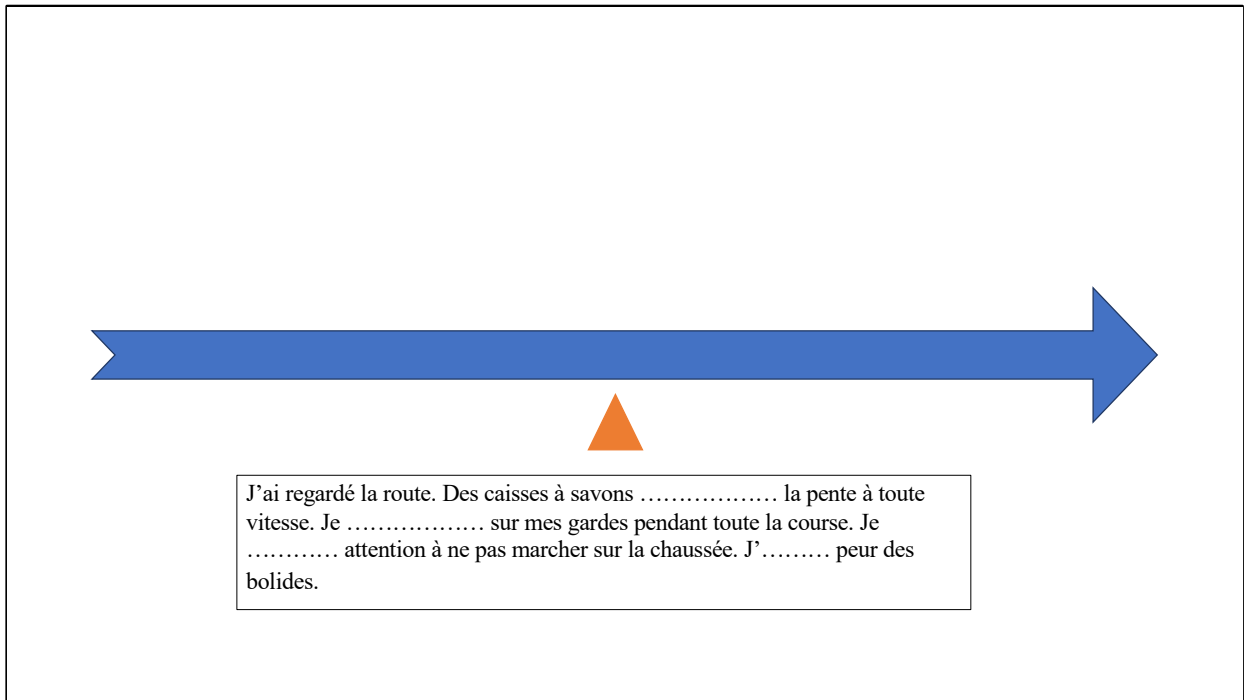 J’ai regardé la route. Des caisses à savons ……………… la pente à toute
vitesse. Je ……………… sur mes gardes pendant toute la course. Je
………… attention à ne pas marcher sur la chaussée. J’……… peur des
bolides.